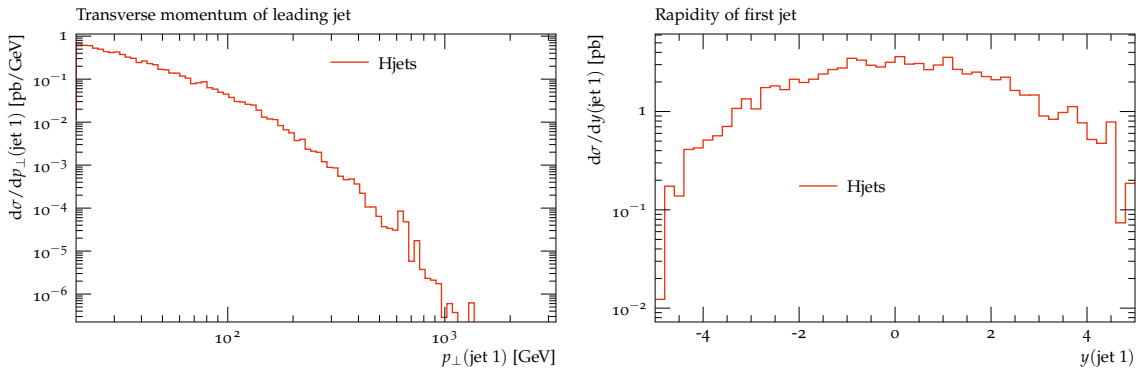 Transverse momentum of leading jet
Hjets
1
10⁻¹
10⁻²
10⁻³
10⁻⁴
10⁻⁵
10⁻⁶
dσ/dp⊥(jet 1) [pb/GeV]
10² 10³
p⊥(jet 1) [GeV]
Rapidity of first jet
Hjets
1
10⁻¹
10⁻²
dσ/dy(jet 1) [pb]
-4 -2 0 2 4
y(jet 1)